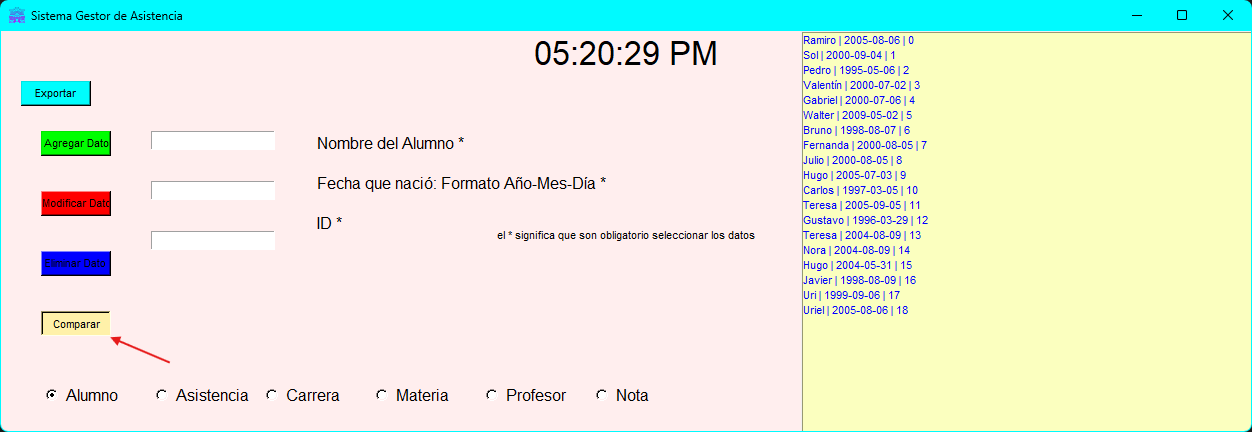 Sistema Gestor de Asistencia
05:20:29 PM
Exportar
Agregar Dato
Nombre del Alumno *
Fecha que nació: Formato Año-Mes-Día *
Modificar Dato
ID *
el * significa que son obligatorio seleccionar los datos
Eliminar Dato
Comparar
Alumno
Asistencia
Carrera
Materia
Profesor
Nota
Ramiro | 2005-08-06 | 0
Sol | 2000-09-04 | 1
Pedro | 1995-05-06 | 2
Valentín | 2000-07-02 | 3
Gabriel | 2000-07-06 | 4
Walter | 2009-05-02 | 5
Bruno | 1998-08-07 | 6
Fernanda | 2000-08-05 | 7
Julio | 2000-08-05 | 8
Hugo | 2005-07-03 | 9
Carlos | 1997-03-05 | 10
Teresa | 2005-09-05 | 11
Gustavo | 1996-03-29 | 12
Teresa | 2004-08-09 | 13
Nora | 2004-08-09 | 14
Hugo | 2004-05-31 | 15
Javier | 1998-08-09 | 16
Uri | 1999-09-06 | 17
Uriel | 2005-08-06 | 18